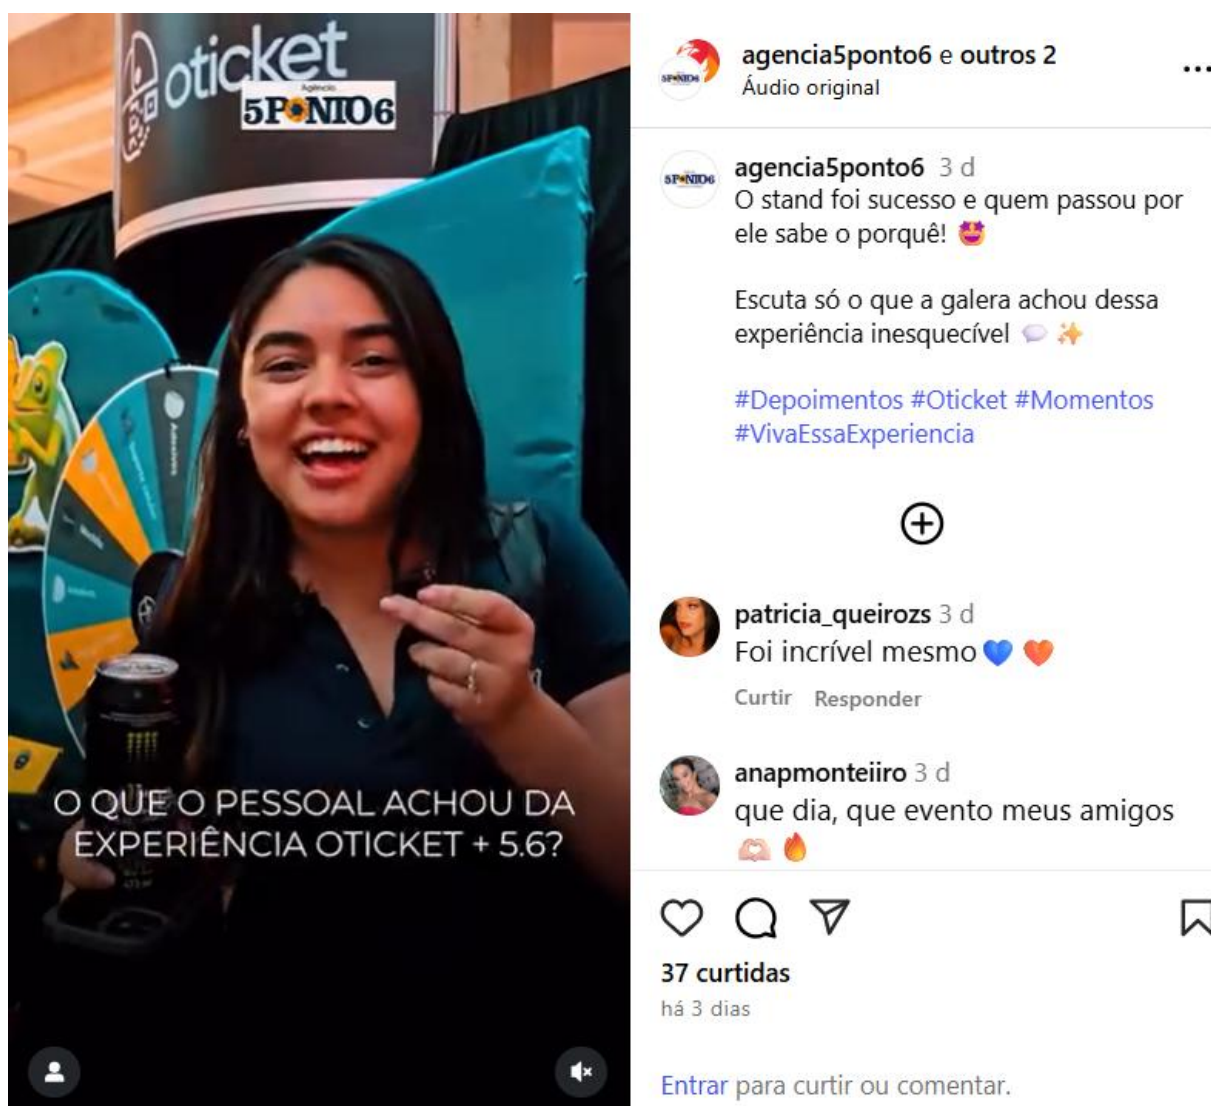 oticket
Agência
5PONTO6
O QUE O PESSOAL ACHOU DA
EXPERIÊNCIA OTICKET + 5.6?
agencia5ponto6 e outros 2
Áudio original
5PONTO6
agencia5ponto6 3 d
O stand foi sucesso e quem passou por
ele sabe o porquê! 🤩
Escuta só o que a galera achou dessa
experiência inesquecível 💬 ✨
#Depoimentos #Oticket #Momentos
#VivaEssaExperiencia
patricia_queirozs 3 d
Foi incrível mesmo 💙 🧡
Curtir Responder
anapmonteiiro 3 d
que dia, que evento meus amigos
🫶🏻 🔥
37 curtidas
há 3 dias
Entrar para curtir ou comentar.